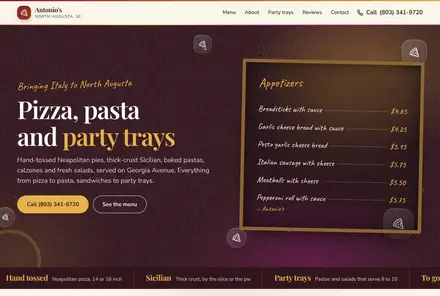 Antonio's
NORTH AUGUSTA, SC
Menu
About
Party trays
Reviews
Contact
Call (803) 341-9720
Bringing Italy to North Augusta
Pizza, pasta
and party trays
Hand-tossed Neapolitan pies, thick-crust Sicilian, baked pastas,
calzones and fresh salads, served on Georgia Avenue. Everything
from pizza to pasta, sandwiches to party trays.
Call (803) 341-9720
See the menu
Appetizers
Breadsticks with sauce $4.65
Garlic cheese bread with sauce $4.25
Pesto garlic cheese bread $5.15
Italian sausage with cheese $5.75
Meatballs with cheese $5.50
Pepperoni roll with sauce $5.75
— Antonio's
Hand tossed Neapolitan pizza, 14 or 16 inch
Sicilian Thick crust, by the slice or the pie
Party trays Pastas and salads that serve 8 to 10
To go